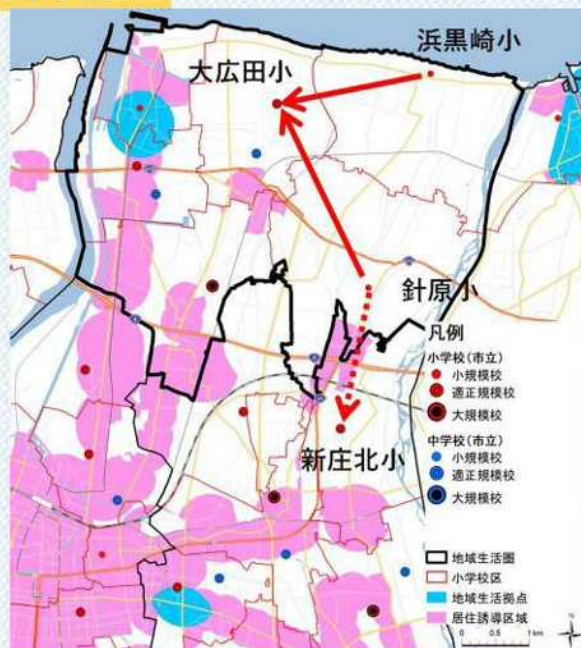 浜黒崎小
大広田小
針原小
新庄北小
凡例
小学校(市立)
小規模校
適正規模校
大規模校
中学校(市立)
小規模校
適正規模校
大規模校
地域生活圏
小学校区
地域生活拠点
居住誘導区域
0 0.5 1km